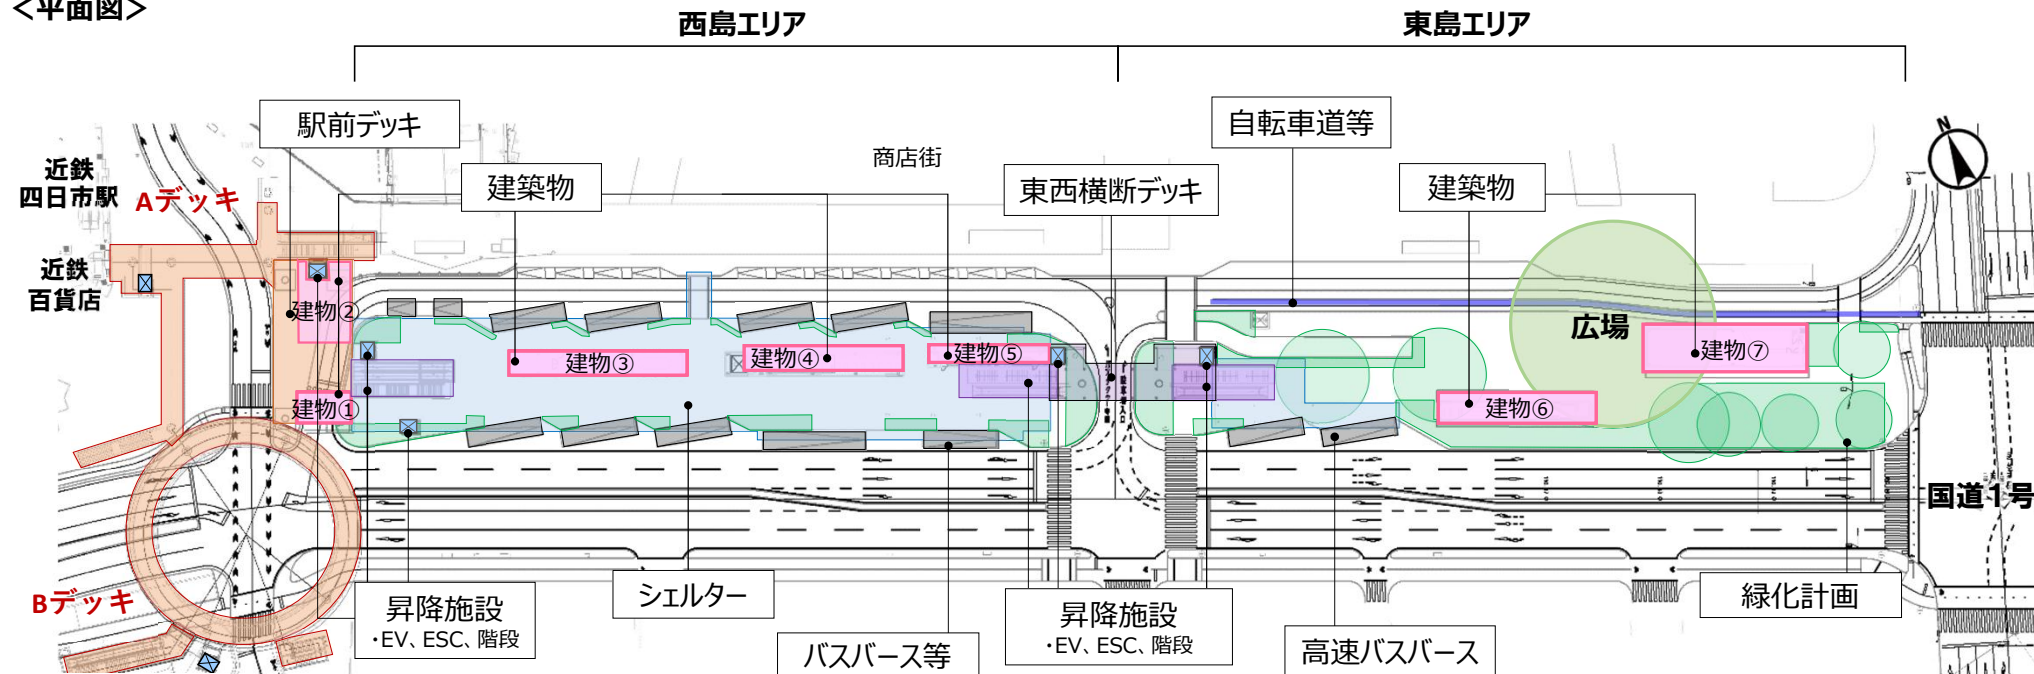 ＜平面図＞
西島エリア
東島エリア
駅前デッキ
自転車道等
N
商店街
近鉄
四日市駅
Aデッキ
建築物
東西横断デッキ
建築物
近鉄
百貨店
建物②
広場
建物③
建物④
建物⑤
建物⑦
建物①
建物⑥
国道1号
Bデッキ
昇降施設
・EV、ESC、階段
シェルター
バスバース等
昇降施設
・EV、ESC、階段
高速バスバース
緑化計画